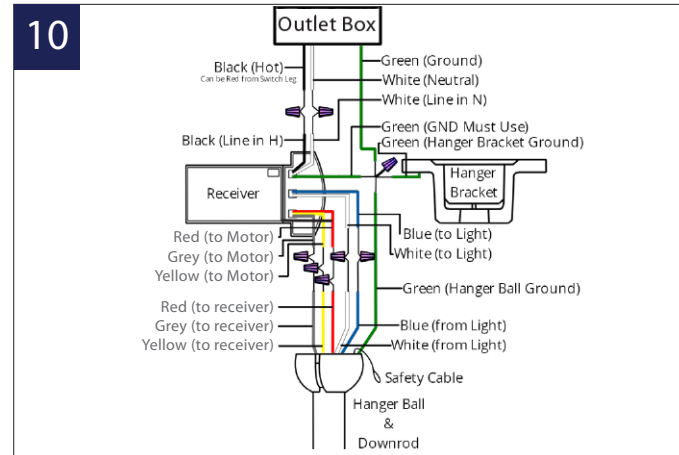 10
Outlet Box
Black (Hot)
Can be Red from Switch Leg
Green (Ground)
White (Neutral)
White (Line in N)
Black (Line in H)
Green (GND Must Use)
Green (Hanger Bracket Ground)
Receiver
Hanger
Bracket
Red (to Motor)
Grey (to Motor)
Yellow (to Motor)
Blue (to Light)
White (to Light)
Green (Hanger Ball Ground)
Red (to receiver)
Grey (to receiver)
Yellow (to receiver)
Blue (from Light)
White (from Light)
Safety Cable
Hanger Ball
&
Downrod